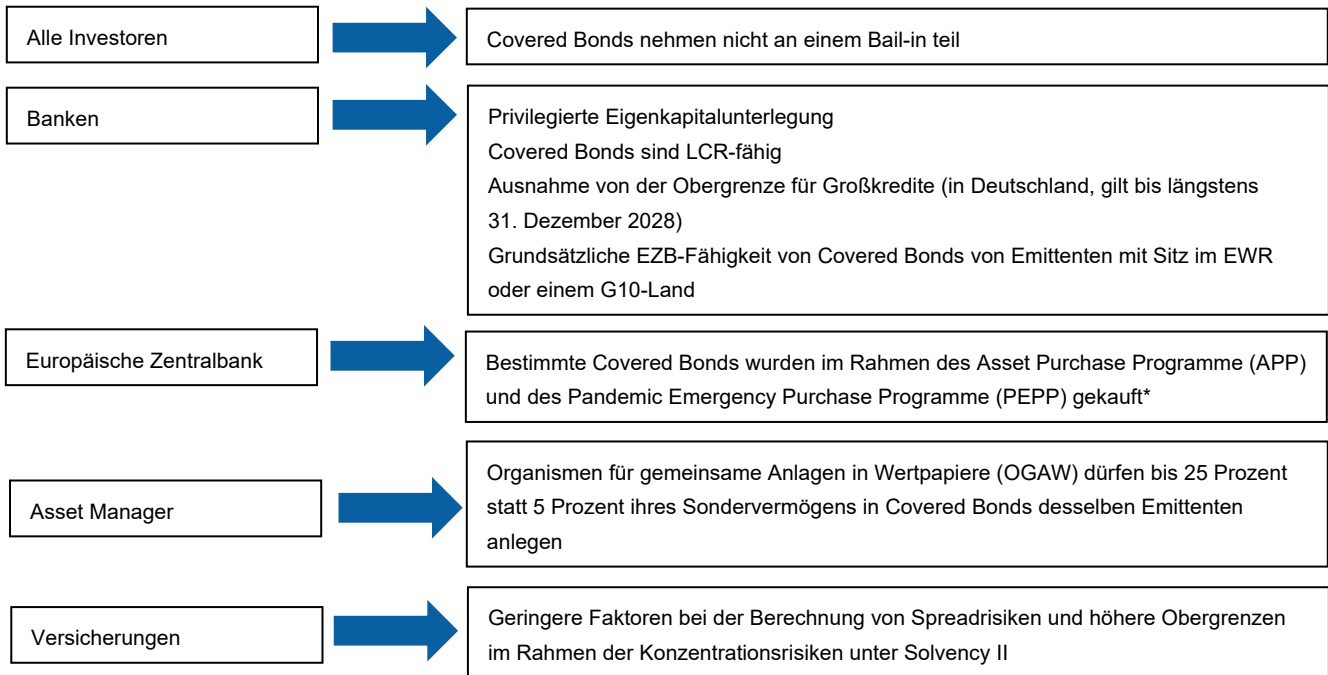 Alle Investoren
Covered Bonds nehmen nicht an einem Bail-in teil
Banken
Privilegierte Eigenkapitalunterlegung
Covered Bonds sind LCR-fähig
Ausnahme von der Obergrenze für Großkredite (in Deutschland, gilt bis längstens
31. Dezember 2028)
Grundsätzliche EZB-Fähigkeit von Covered Bonds von Emittenten mit Sitz im EWR
oder einem G10-Land
Europäische Zentralbank
Bestimmte Covered Bonds wurden im Rahmen des Asset Purchase Programme (APP)
und des Pandemic Emergency Purchase Programme (PEPP) gekauft*
Asset Manager
Organismen für gemeinsame Anlagen in Wertpapiere (OGAW) dürfen bis 25 Prozent
statt 5 Prozent ihres Sondervermögens in Covered Bonds desselben Emittenten
anlegen
Versicherungen
Geringere Faktoren bei der Berechnung von Spreadrisiken und höhere Obergrenzen
im Rahmen der Konzentrationsrisiken unter Solvency II